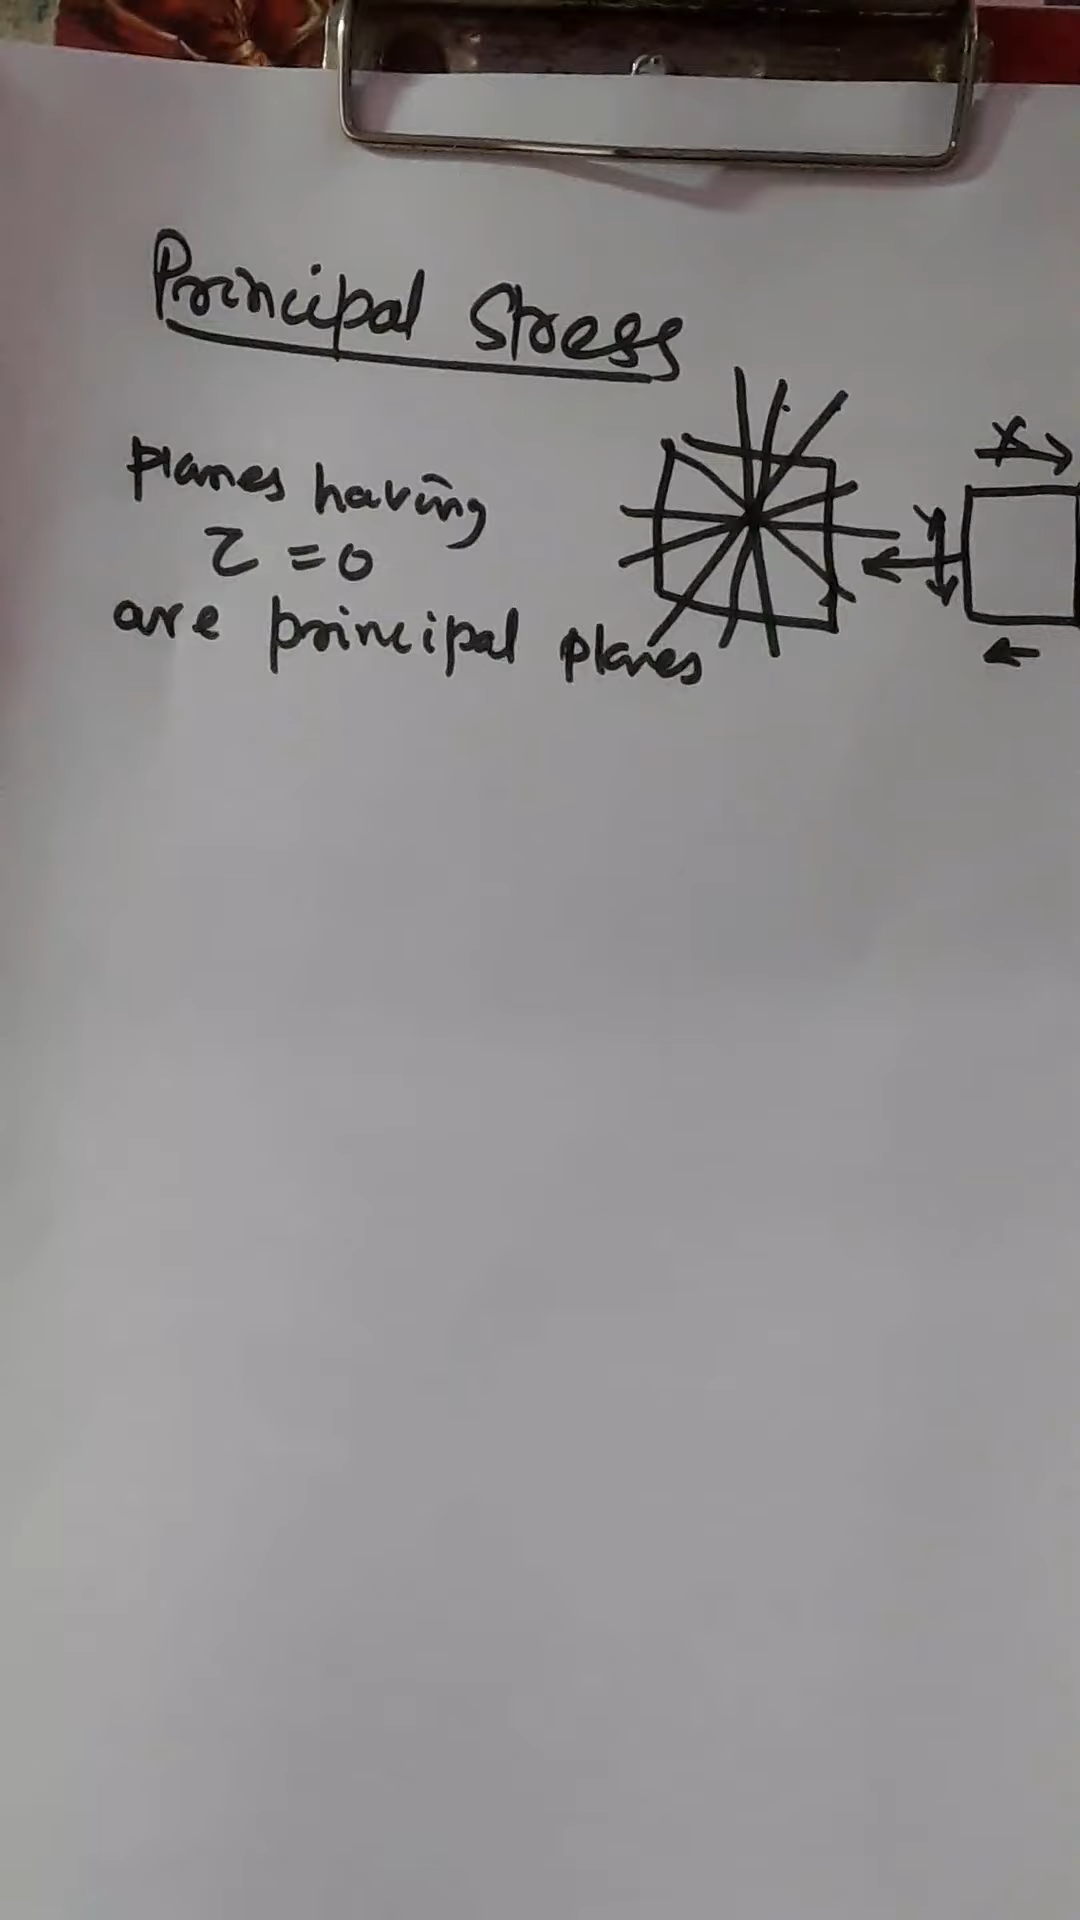 Principal Stress
planes having
τ = 0
are principal planes